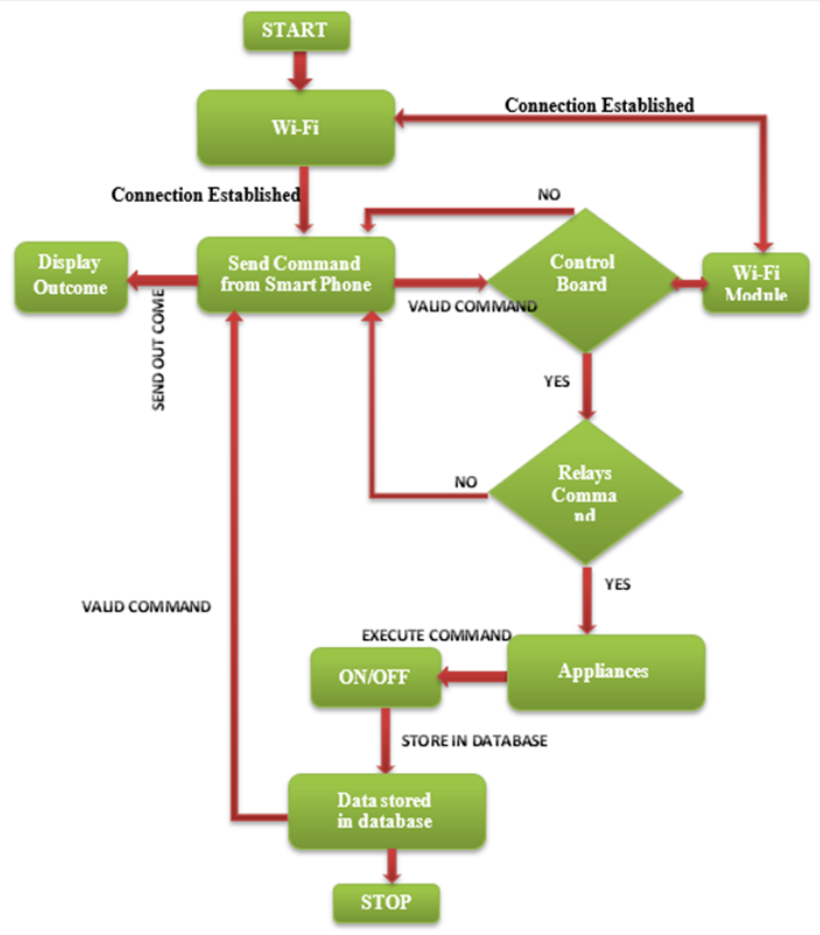 START
Connection Established
Wi-Fi
Connection Established
NO
Display
Outcome
Send Command
from Smart Phone
Control
Board
Wi-Fi
Module
VALID COMMAND
SEND OUT COME
YES
NO
Relays
Comma
nd
YES
VALID COMMAND
EXECUTE COMMAND
ON/OFF
Appliances
STORE IN DATABASE
Data stored
in database
STOP